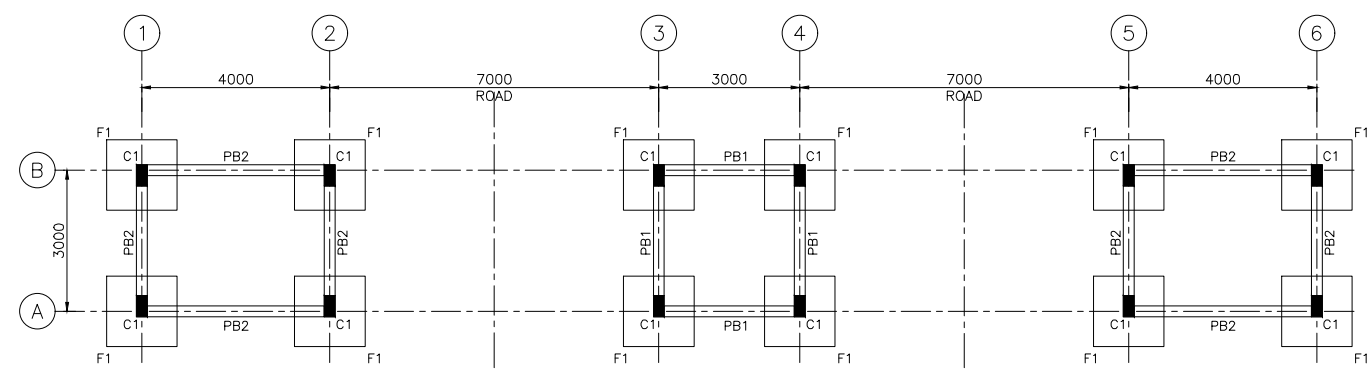 1 2 3 4 5 6
4000 7000 3000 7000 4000
ROAD ROAD
F1 F1 F1 F1 F1 F1
C1 PB2 C1 C1 PB1 C1 C1 PB2 C1
B
3000 PB2 PB2 PB1 PB1 PB2 PB2
A
C1 PB2 C1 C1 PB1 C1 C1 PB2 C1
F1 F1 F1 F1 F1 F1